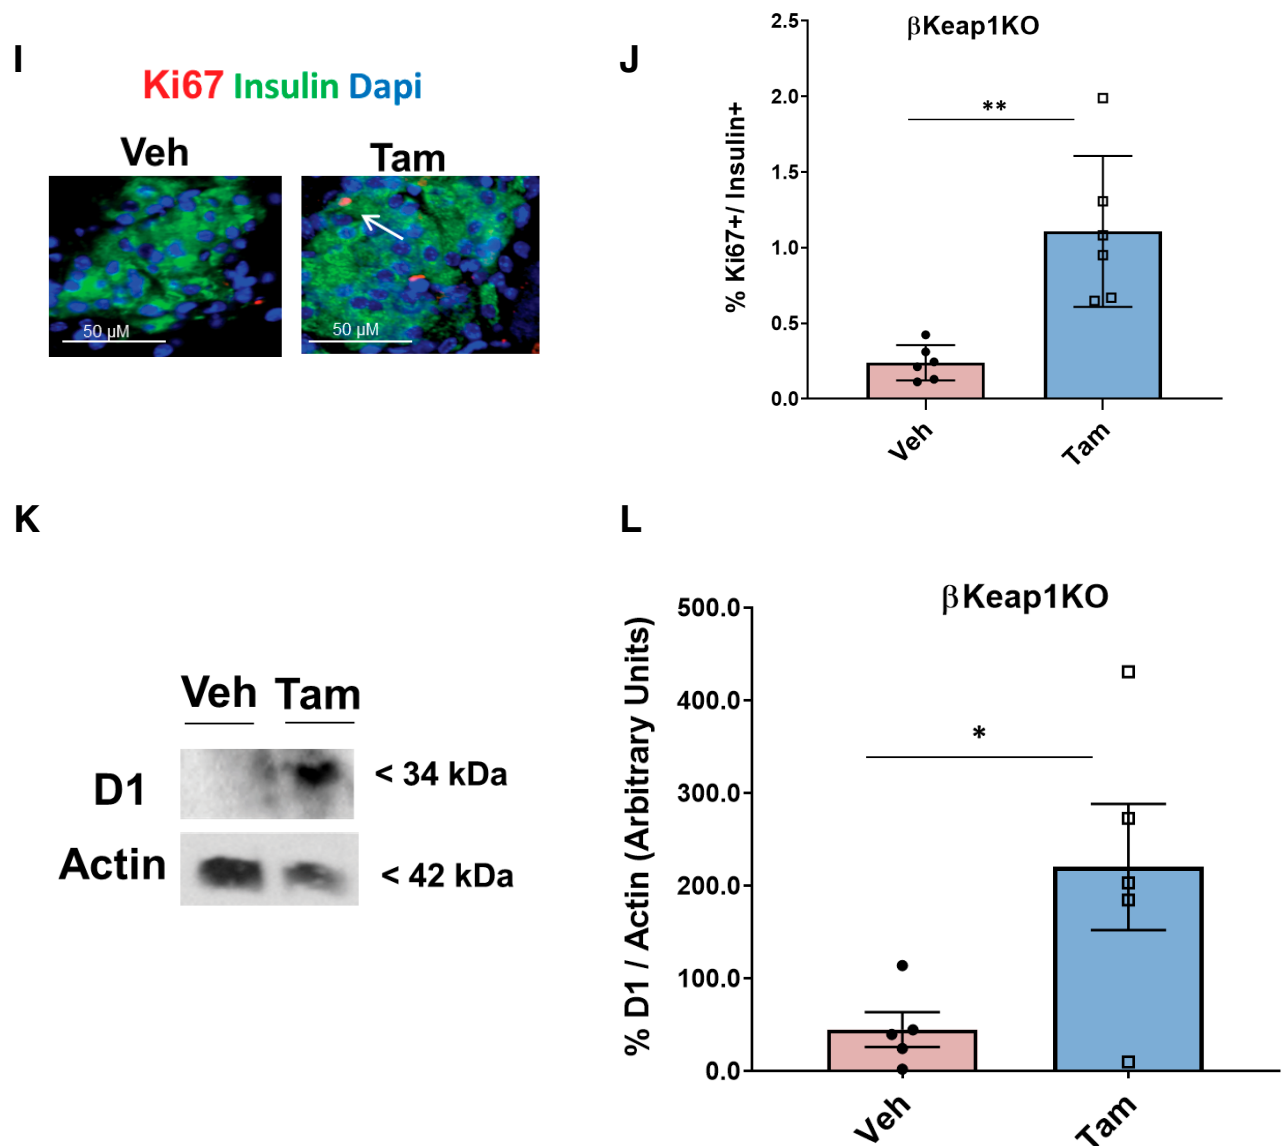 I
Ki67 Insulin Dapi
Veh
Tam
50 µM
50 µM
J
βKeap1KO
**
% Ki67+/ Insulin+
2.5
2.0
1.5
1.0
0.5
0.0
Veh
Tam
K
Veh Tam
D1
< 34 kDa
Actin
< 42 kDa
L
βKeap1KO
*
% D1 / Actin (Arbitrary Units)
500.0
400.0
300.0
200.0
100.0
0.0
Veh
Tam